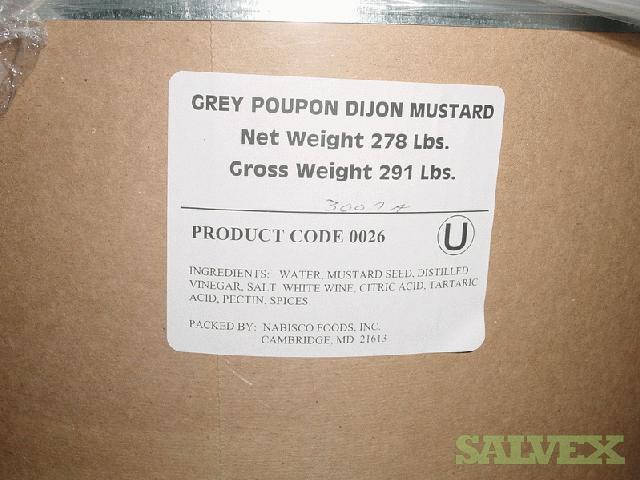 GREY POUPON DIJON MUSTARD
Net Weight 278 Lbs.
Gross Weight 291 Lbs.
PRODUCT CODE 0026
U
INGREDIENTS: WATER, MUSTARD SEED, DISTILLED
VINEGAR, SALT WHITE WINE, CITRIC ACID, TARTARIC
ACID, PECTIN, SPICES
PACKED BY: NABISCO FOODS, INC.
CAMBRIDGE, MD 21613
SALVEX